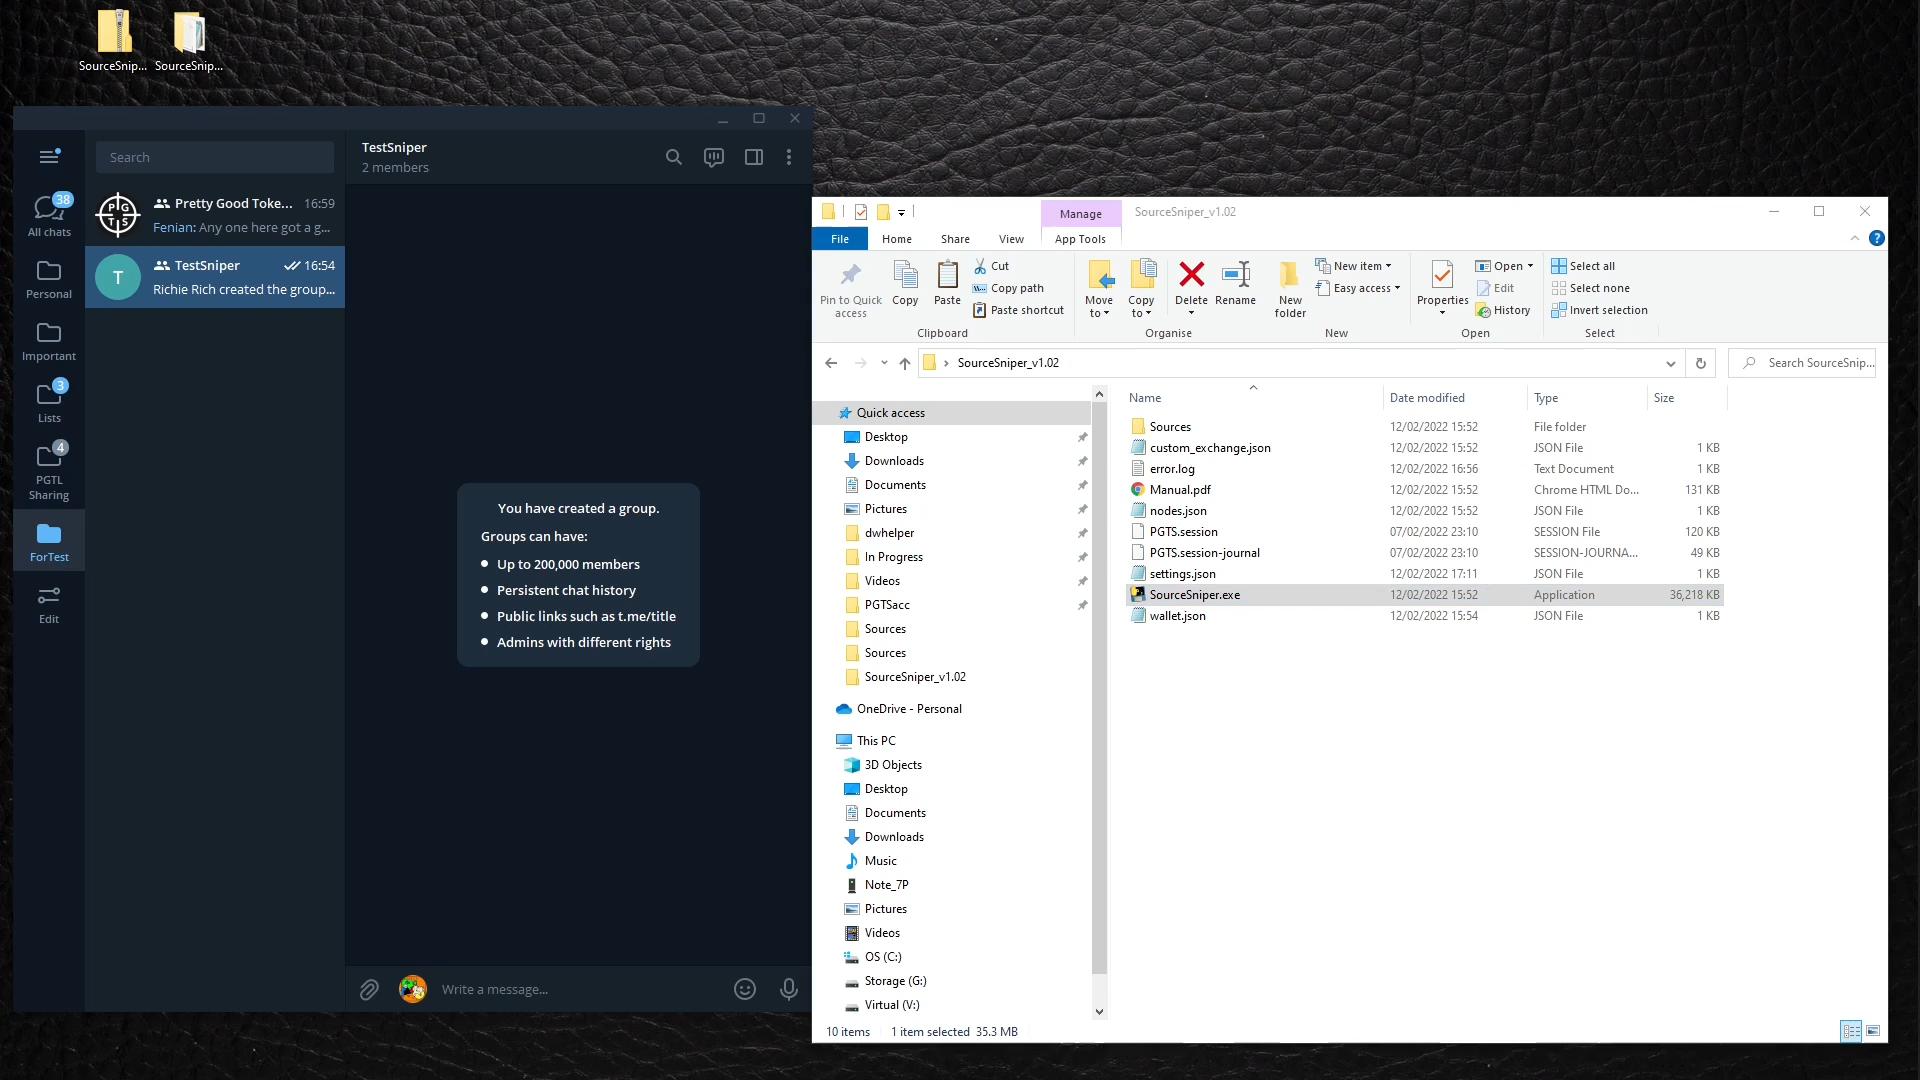 SourceSnip...
SourceSnip...
Search
38
All chats
Personal
Important
3
Lists
4
PGTL
Sharing
ForTest
Edit
PG
TS
Pretty Good Toke...
16:59
Fenian: Any one here got a g...
T
TestSniper
16:54
Richie Rich created the group...
TestSniper
2 members
You have created a group.
Groups can have:
Up to 200,000 members
Persistent chat history
Public links such as t.me/title
Admins with different rights
Write a message...
Manage
SourceSniper_v1.02
File
Home
Share
View
App Tools
?
Pin to Quick
access
Copy
Paste
Cut
Copy path
Paste shortcut
Clipboard
Move
to
Copy
to
Delete
Rename
Organise
New
folder
New item
Easy access
New
Properties
Open
Edit
History
Open
Select all
Select none
Invert selection
Select
SourceSniper_v1.02
Search SourceSnip...
Quick access
Desktop
Downloads
Documents
Pictures
dwhelper
In Progress
Videos
PGTSacc
Sources
Sources
SourceSniper_v1.02
OneDrive - Personal
This PC
3D Objects
Desktop
Documents
Downloads
Music
Note_7P
Pictures
Videos
OS (C:)
Storage (G:)
Virtual (V:)
Name Date modified Type Size
Sources 12/02/2022 15:52 File folder
custom_exchange.json 12/02/2022 15:52 JSON File 1 KB
error.log 12/02/2022 16:56 Text Document 1 KB
Manual.pdf 12/02/2022 15:52 Chrome HTML Do... 131 KB
nodes.json 12/02/2022 15:52 JSON File 1 KB
PGTS.session 07/02/2022 23:10 SESSION File 120 KB
PGTS.session-journal 07/02/2022 23:10 SESSION-JOURNA... 49 KB
settings.json 12/02/2022 17:11 JSON File 1 KB
SourceSniper.exe 12/02/2022 15:52 Application 36,218 KB
wallet.json 12/02/2022 15:54 JSON File 1 KB
10 items 1 item selected 35.3 MB